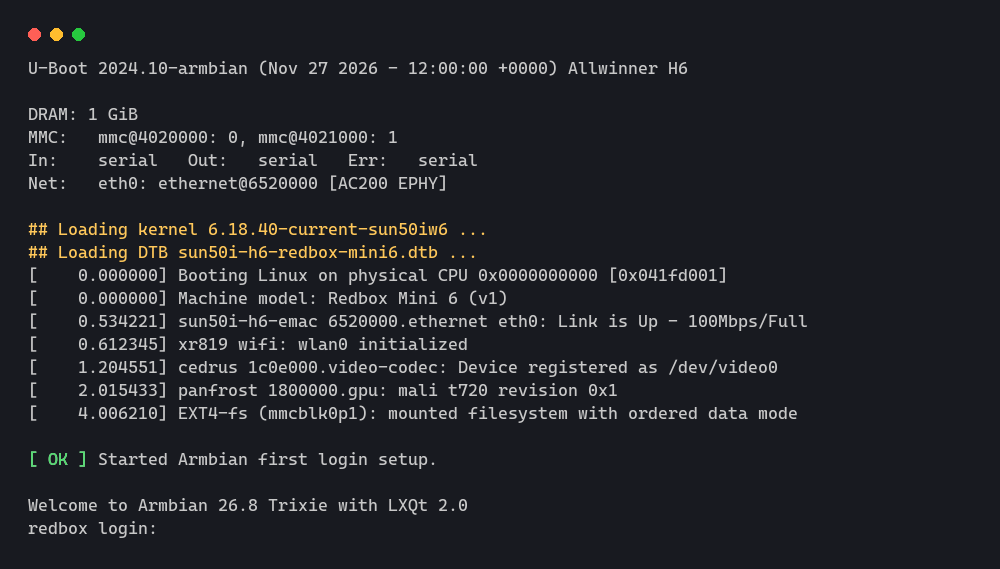 U-Boot 2024.10-armbian (Nov 27 2026 - 12:00:00 +0000) Allwinner H6
DRAM: 1 GiB
MMC:   mmc@4020000: 0, mmc@4021000: 1
In:    serial   Out:   serial   Err:   serial
Net:   eth0: ethernet@6520000 [AC200 EPHY]
## Loading kernel 6.18.40-current-sun50iw6 ...
## Loading DTB sun50i-h6-redbox-mini6.dtb ...
[    0.000000] Booting Linux on physical CPU 0x0000000000 [0x041fd001]
[    0.000000] Machine model: Redbox Mini 6 (v1)
[    0.534221] sun50i-h6-emac 6520000.ethernet eth0: Link is Up - 100Mbps/Full
[    0.612345] xr819 wifi: wlan0 initialized
[    1.204551] cedrus 1c0e000.video-codec: Device registered as /dev/video0
[    2.015433] panfrost 1800000.gpu: mali t720 revision 0x1
[    4.006210] EXT4-fs (mmcblk0p1): mounted filesystem with ordered data mode
[ OK ] Started Armbian first login setup.
Welcome to Armbian 26.8 Trixie with LXQt 2.0
redbox login: